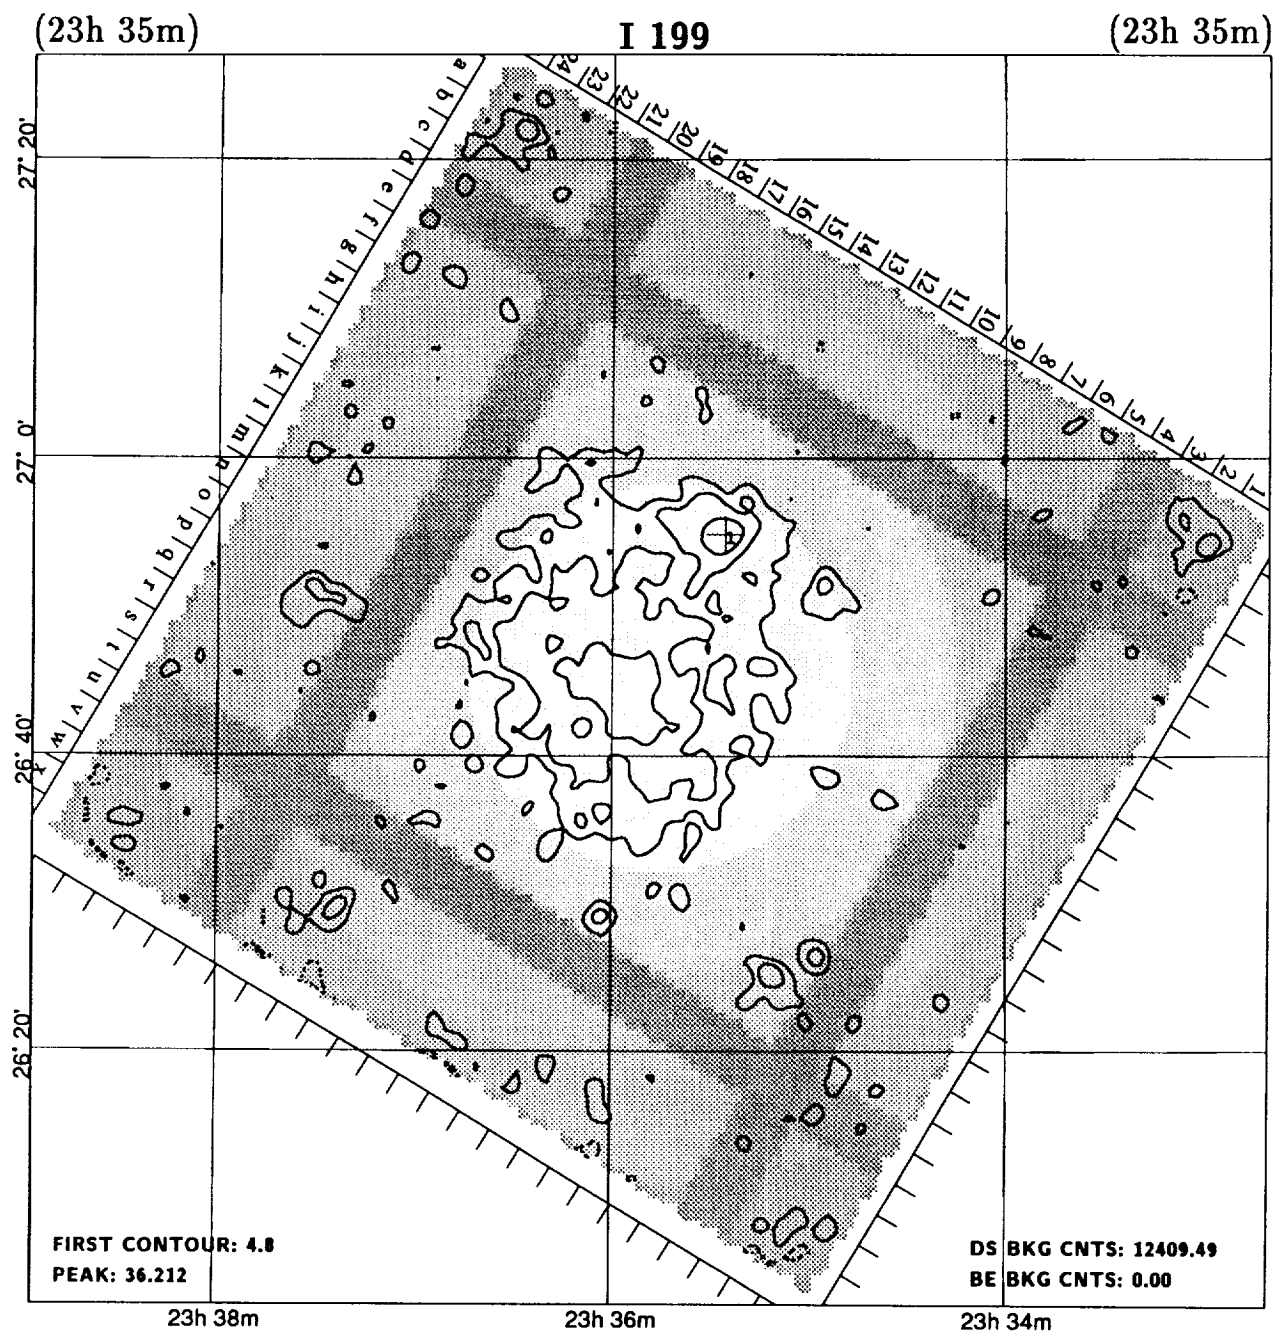 (23h 35m) I 199 (23h 35m)
24 23 22 21 20 19 18 17 16 15 14 13 12 11 10 9 8 7 6 5 4 3 2 1
a b c d e f g h i j k l m n o p q r s t u v w x
27° 20'
27° 0'
26° 40'
26° 20'
1
FIRST CONTOUR: 4.8
PEAK: 36.212
DS BKG CNTS: 12409.49
BE BKG CNTS: 0.00
23h 38m 23h 36m 23h 34m